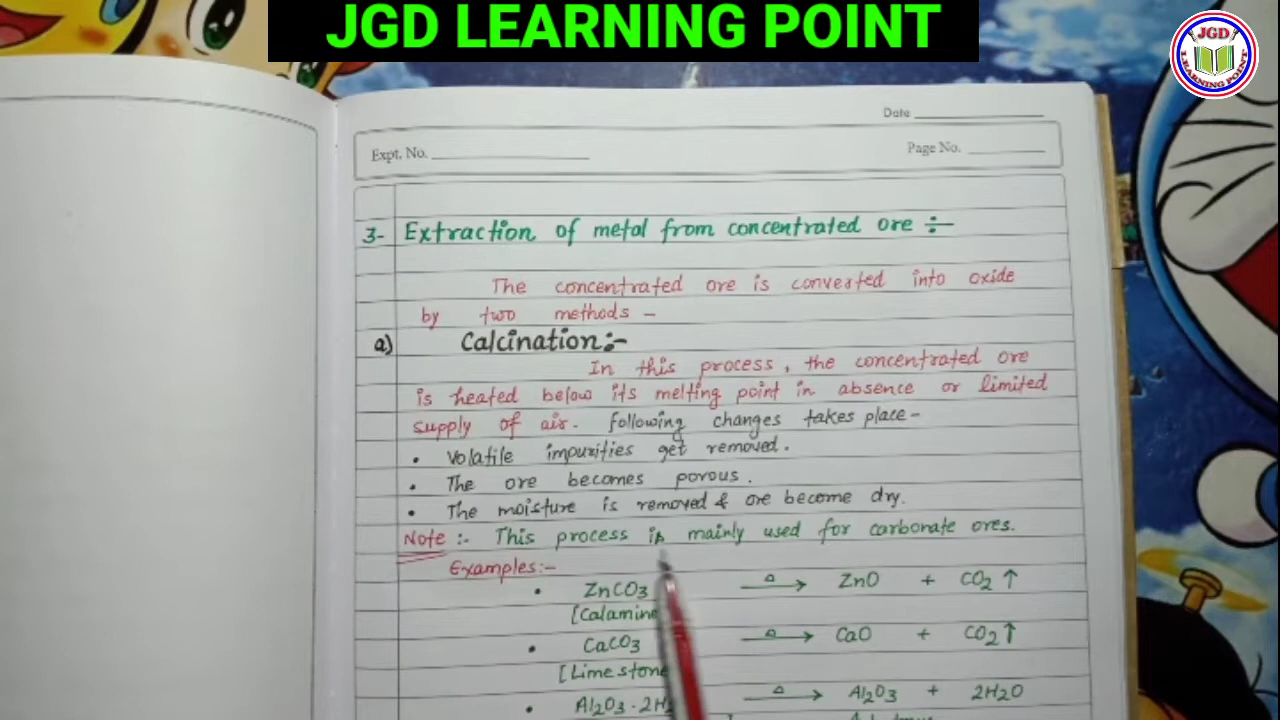 JGD LEARNING POINT
JGD
LEARNING POINT
Date
Expt. No.
Page No.
3- Extraction of metal from concentrated ore :-
The concentrated ore is converted into oxide
by two methods -
a) Calcination:-
In this process, the concentrated ore
is heated below its melting point in absence or limited
supply of air. following changes takes place-
• Volatile impurities get removed.
• The ore becomes porous.
• The moisture is removed & ore become dry.
Note :- This process is mainly used for carbonate ores.
Examples:-
• ZnCO3 —Δ→ ZnO + CO2 ↑
[Calamine
• CaCO3 —Δ→ CaO + CO2 ↑
[Lime stone
• Al2O3·2H2 —Δ→ Al2O3 + 2H2O